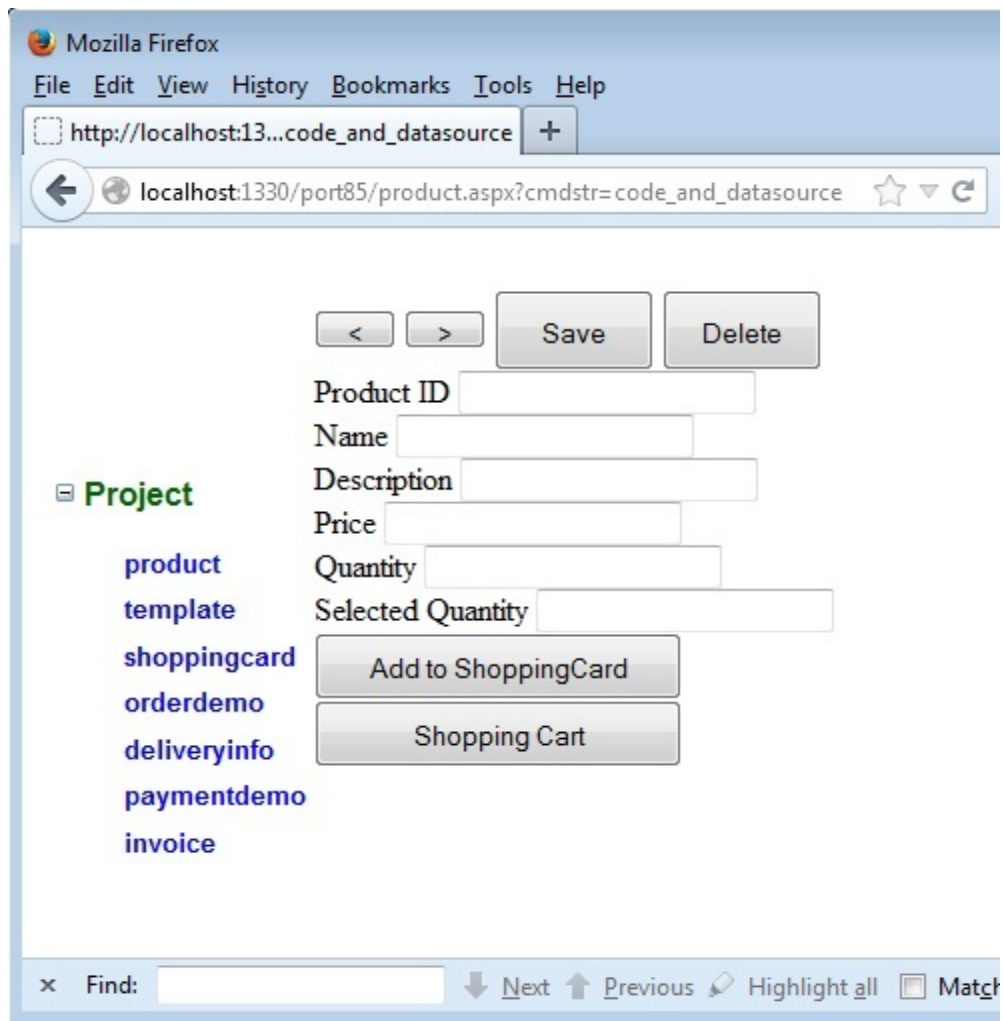 Mozilla Firefox
File Edit View History Bookmarks Tools Help
http://localhost:13...code_and_datasource +
localhost:1330/port85/product.aspx?cmdstr=code_and_datasource
< > Save Delete
Product ID
Name
Description
Price
Quantity
Selected Quantity
Add to ShoppingCard
Shopping Cart
Project
product
template
shoppingcard
orderdemo
deliveryinfo
paymentdemo
invoice
x Find: Next Previous Highlight all Match